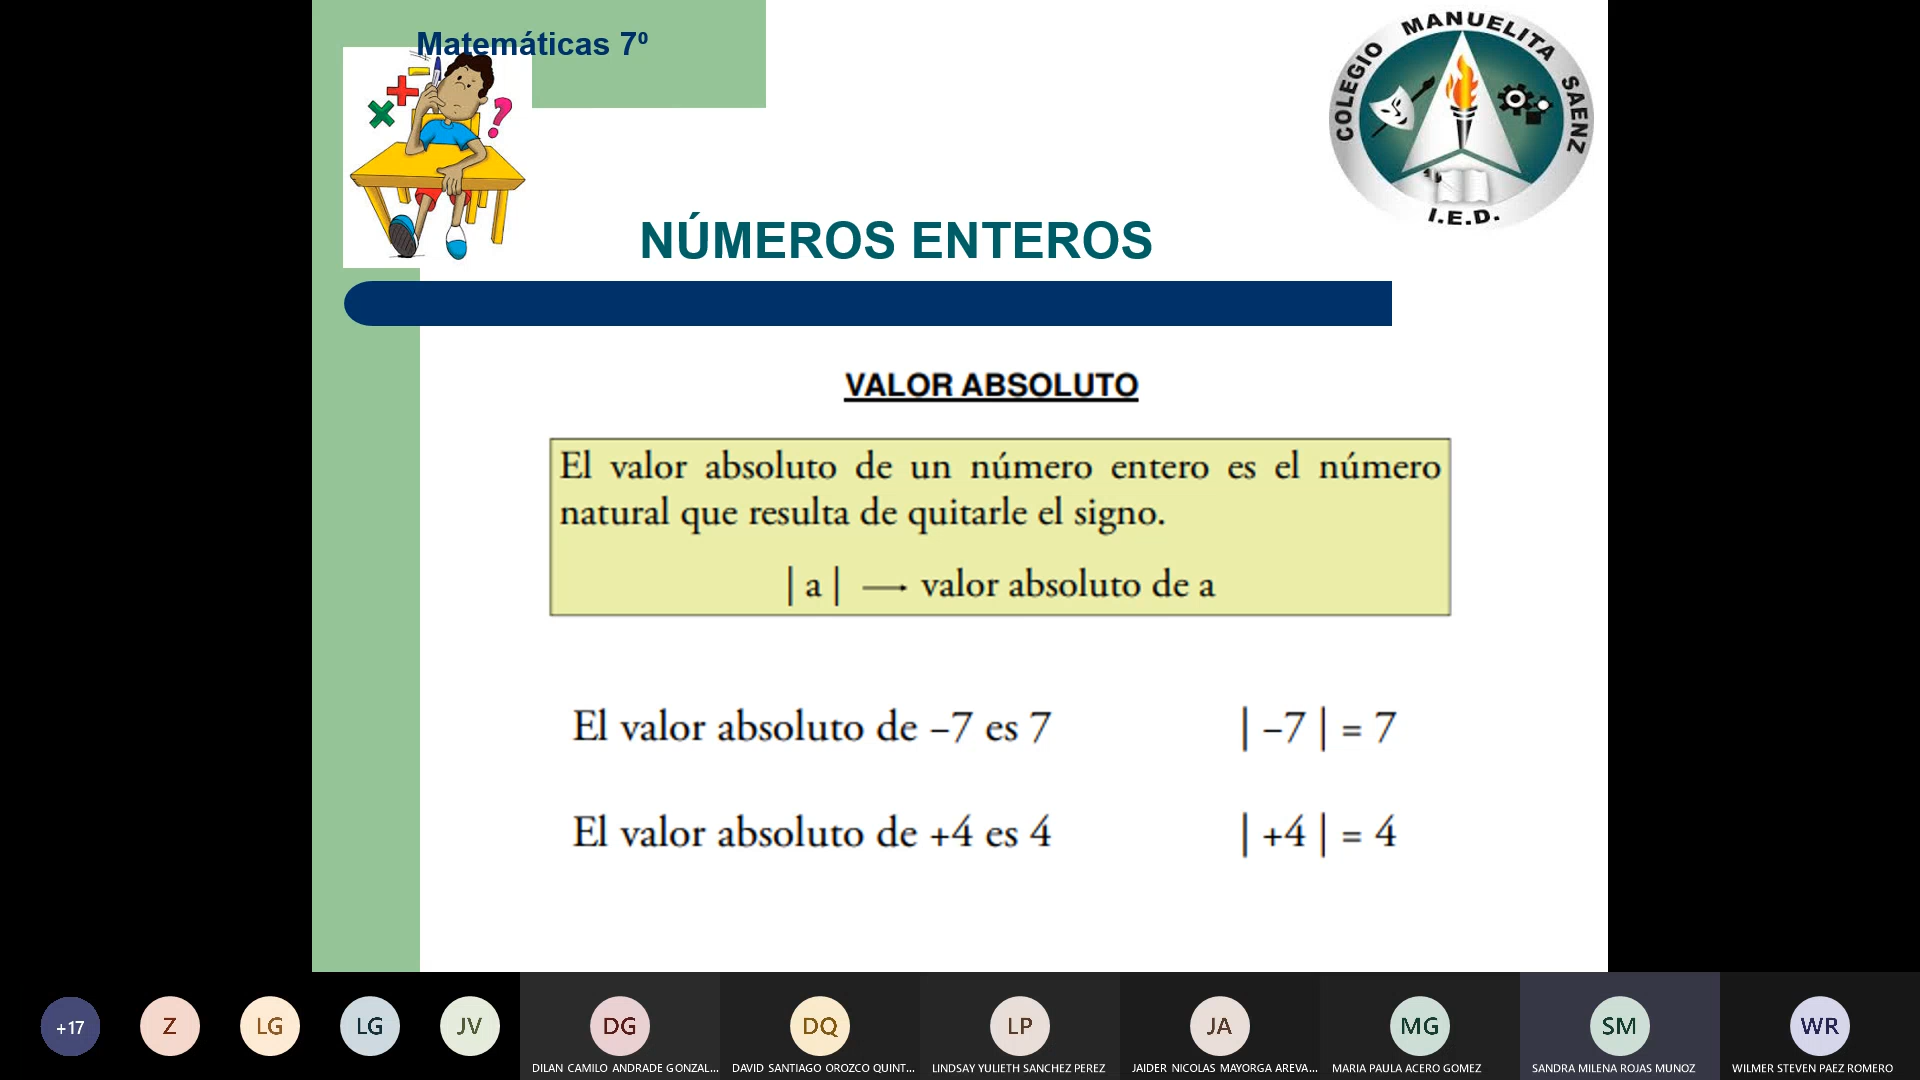 Matemáticas 7º
COLEGIO MANUELITA SAENZ
I.E.D.
NÚMEROS ENTEROS
VALOR ABSOLUTO
El valor absoluto de un número entero es el número
natural que resulta de quitarle el signo.
| a | → valor absoluto de a
El valor absoluto de –7 es 7 | –7 | = 7
El valor absoluto de +4 es 4 | +4 | = 4
+17 Z LG LG JV DG DQ LP JA MG SM WR
DILAN CAMILO ANDRADE GONZAL... DAVID SANTIAGO OROZCO QUINT... LINDSAY YULIETH SANCHEZ PEREZ JAIDER NICOLAS MAYORGA AREVA... MARIA PAULA ACERO GOMEZ SANDRA MILENA ROJAS MUNOZ WILMER STEVEN PAEZ ROMERO